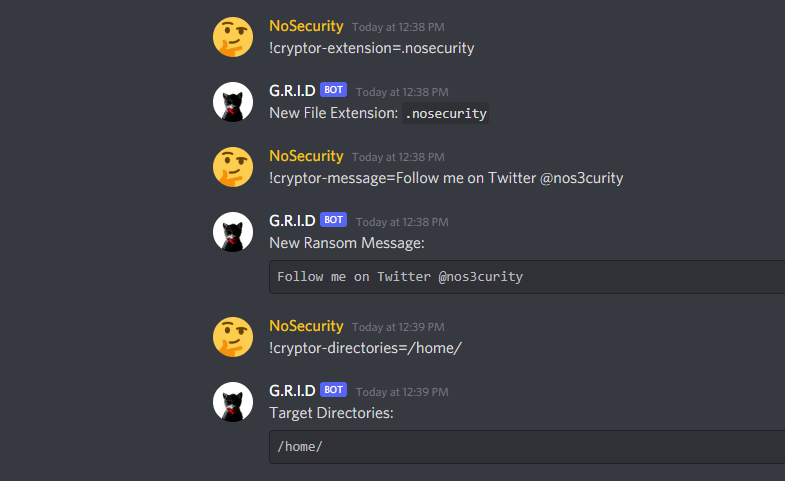 NoSecurity Today at 12:38 PM
!cryptor-extension=.nosecurity
G.R.I.D BOT Today at 12:38 PM
New File Extension: .nosecurity
NoSecurity Today at 12:38 PM
!cryptor-message=Follow me on Twitter @nos3curity
G.R.I.D BOT Today at 12:38 PM
New Ransom Message:
Follow me on Twitter @nos3curity
NoSecurity Today at 12:39 PM
!cryptor-directories=/home/
G.R.I.D BOT Today at 12:39 PM
Target Directories:
/home/